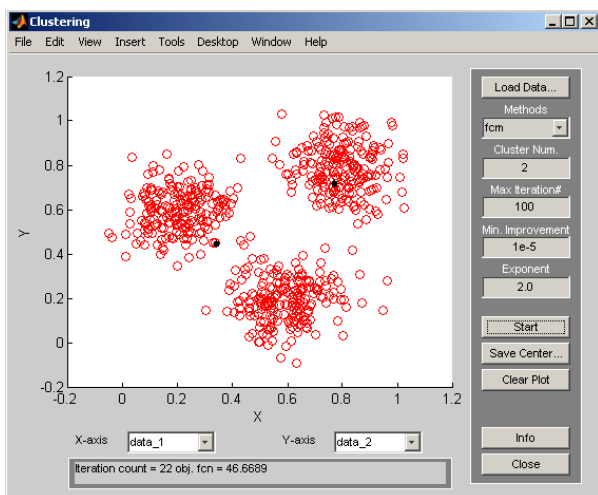 Clustering
File Edit View Insert Tools Desktop Window Help
1.2
1
0.8
0.6
0.4
0.2
0
-0.2
Y
-0.2 0 0.2 0.4 0.6 0.8 1 1.2
X
X-axis data_1 Y-axis data_2
Iteration count = 22 obj. fcn = 46.6689
Load Data...
Methods
fcm
Cluster Num.
2
Max Iteration#
100
Min. Improvement
1e-5
Exponent
2.0
Start
Save Center...
Clear Plot
Info
Close